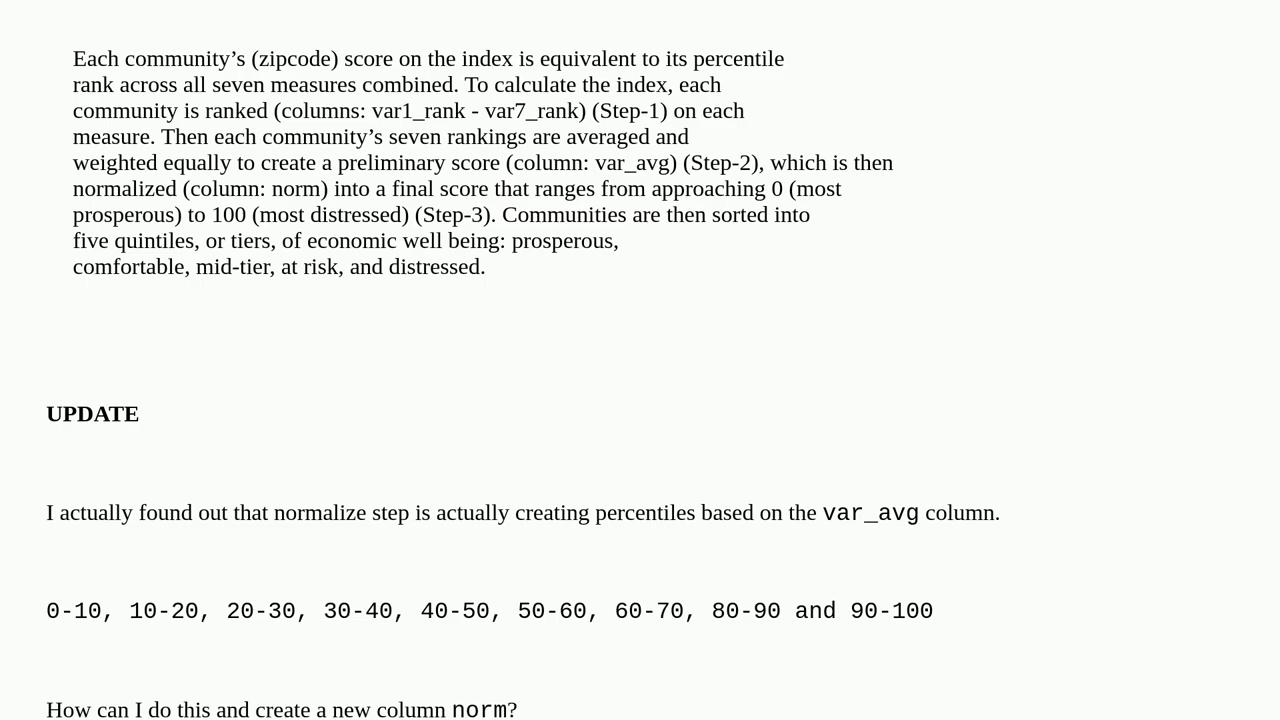 Each community’s (zipcode) score on the index is equivalent to its percentile
rank across all seven measures combined. To calculate the index, each
community is ranked (columns: var1_rank - var7_rank) (Step-1) on each
measure. Then each community’s seven rankings are averaged and
weighted equally to create a preliminary score (column: var_avg) (Step-2), which is then
normalized (column: norm) into a final score that ranges from approaching 0 (most
prosperous) to 100 (most distressed) (Step-3). Communities are then sorted into
five quintiles, or tiers, of economic well being: prosperous,
comfortable, mid-tier, at risk, and distressed.
UPDATE
I actually found out that normalize step is actually creating percentiles based on the var_avg column.
0-10, 10-20, 20-30, 30-40, 40-50, 50-60, 60-70, 80-90 and 90-100
How can I do this and create a new column norm?